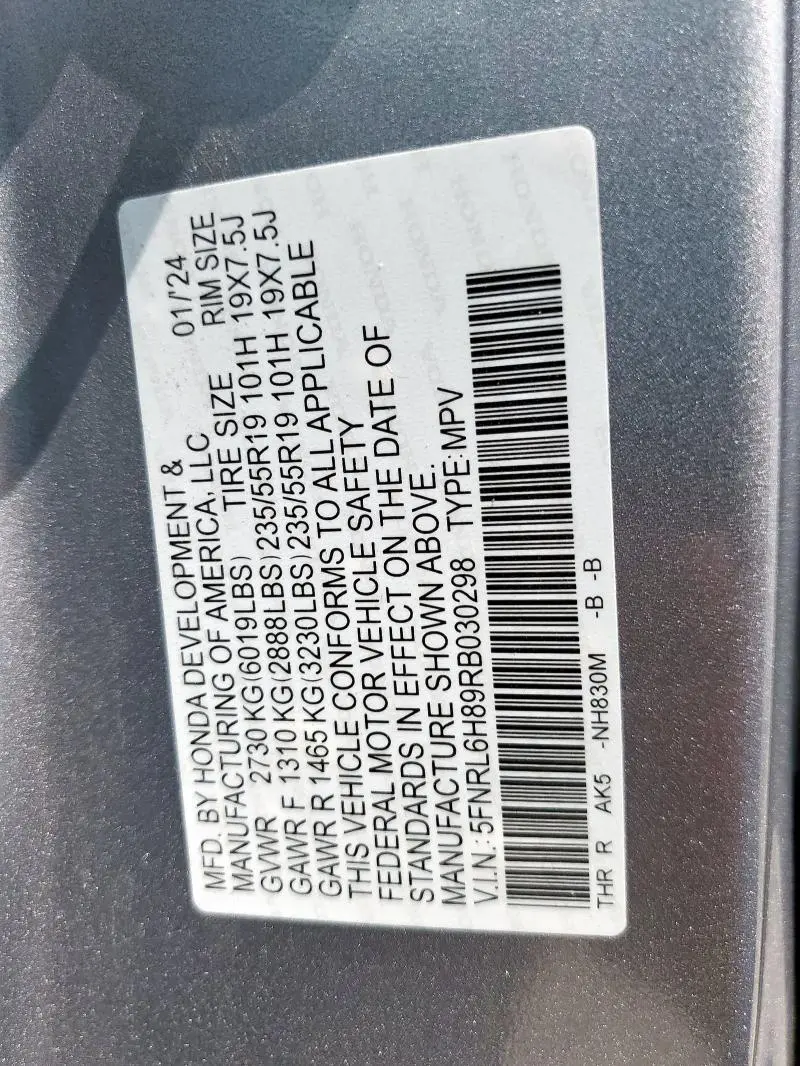 MFD. BY HONDA DEVELOPMENT &
MANUFACTURING OF AMERICA, LLC 01/'24
GVWR 2730 KG(6019LBS) TIRE SIZE RIM SIZE
GAWR F 1310 KG(2888LBS) 235/55R19 101H 19X7.5J
GAWR R 1465 KG(3230LBS) 235/55R19 101H 19X7.5J
THIS VEHICLE CONFORMS TO ALL APPLICABLE
FEDERAL MOTOR VEHICLE SAFETY
STANDARDS IN EFFECT ON THE DATE OF
MANUFACTURE SHOWN ABOVE.
V.I.N.: 5FNRL6H89RB030298 TYPE: MPV
THR R AK5 -NH830M -B -B